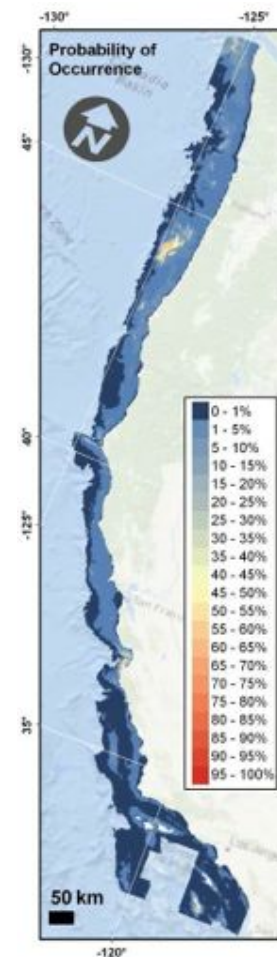 -130° -125°
Probability of
Occurrence
N
-130°
45°
0 - 1%
1 - 5%
5 - 10%
10 - 15%
15 - 20%
20 - 25%
25 - 30%
30 - 35%
35 - 40%
40 - 45%
45 - 50%
50 - 55%
55 - 60%
60 - 65%
65 - 70%
70 - 75%
75 - 80%
80 - 85%
85 - 90%
90 - 95%
95 - 100%
-125°
San Fran
35°
50 km
-120°